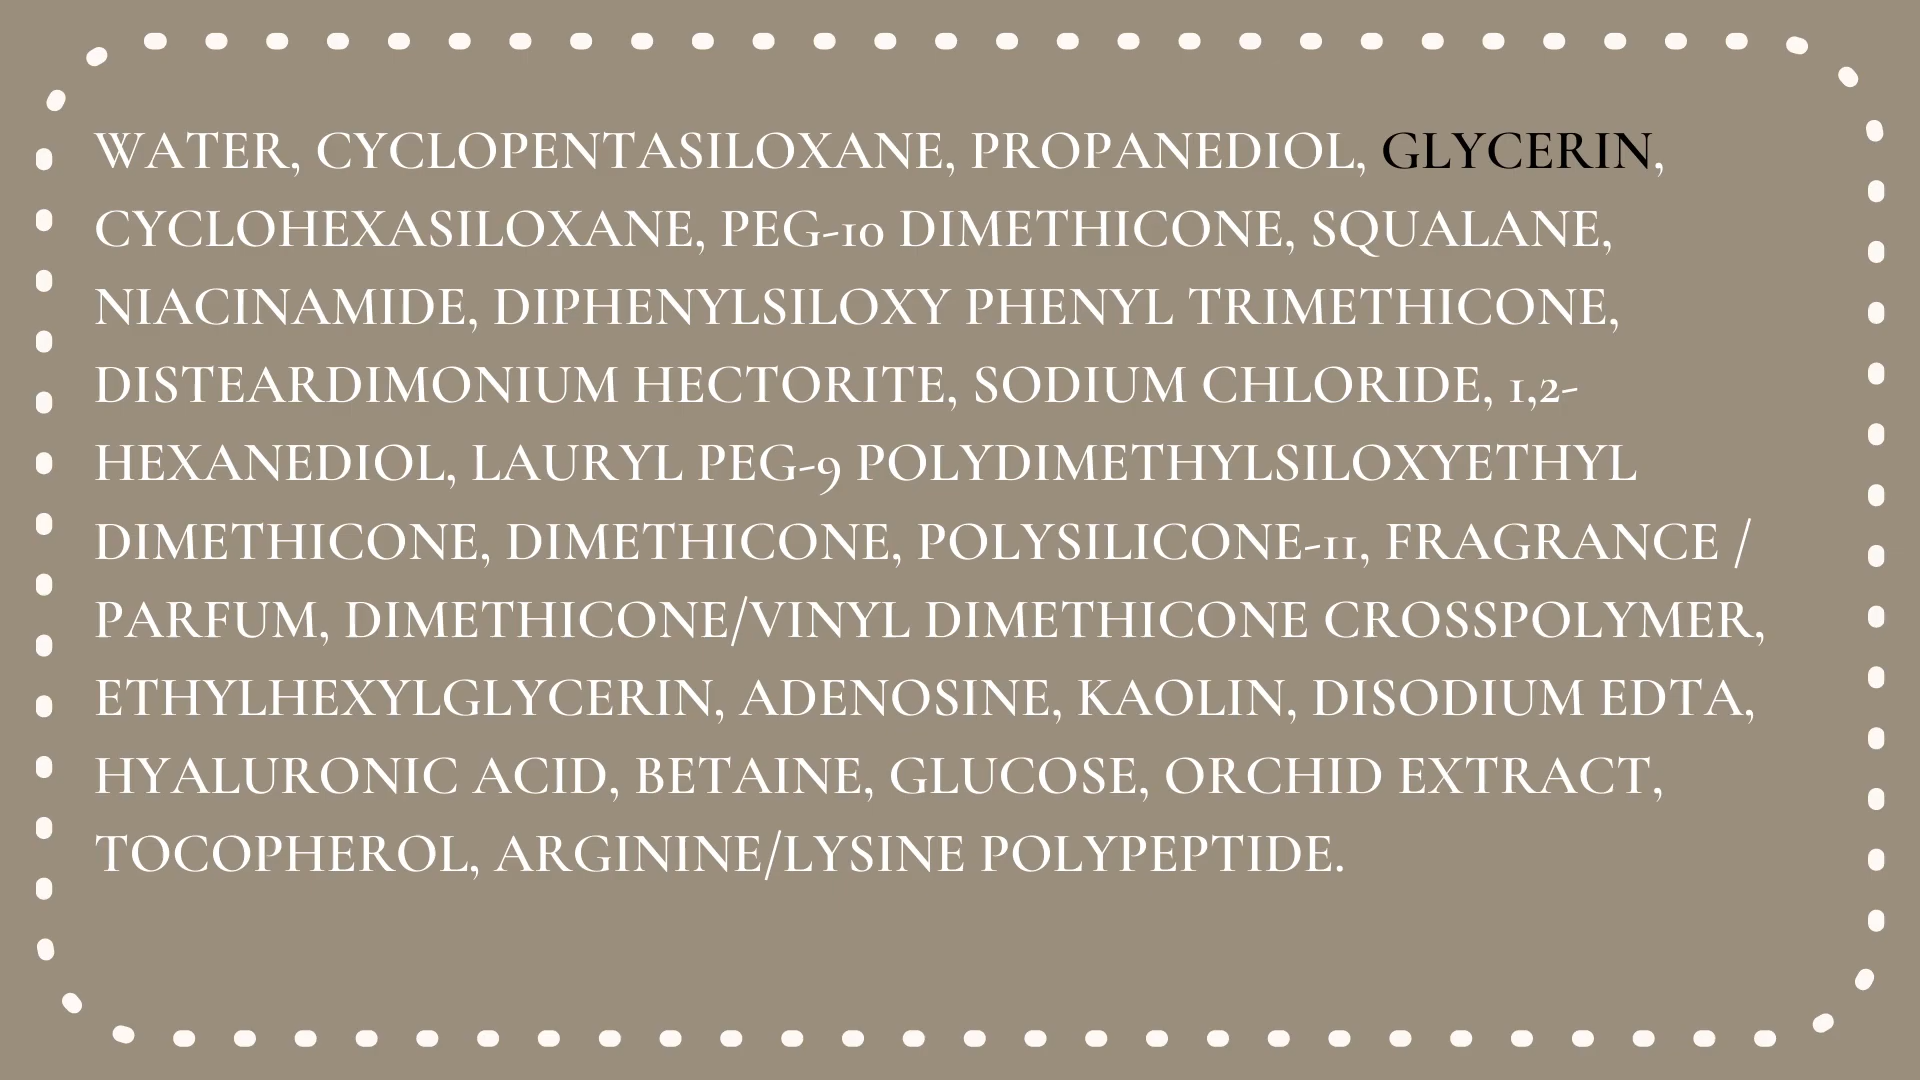 WATER, CYCLOPENTASILOXANE, PROPANEDIOL, GLYCERIN,
CYCLOHEXASILOXANE, PEG-10 DIMETHICONE, SQUALANE,
NIACINAMIDE, DIPHENYLSILOXY PHENYL TRIMETHICONE,
DISTEARDIMONIUM HECTORITE, SODIUM CHLORIDE, 1,2-
HEXANEDIOL, LAURYL PEG-9 POLYDIMETHYLSILOXYETHYL
DIMETHICONE, DIMETHICONE, POLYSILICONE-11, FRAGRANCE /
PARFUM, DIMETHICONE/VINYL DIMETHICONE CROSSPOLYMER,
ETHYLHEXYLGLYCERIN, ADENOSINE, KAOLIN, DISODIUM EDTA,
HYALURONIC ACID, BETAINE, GLUCOSE, ORCHID EXTRACT,
TOCOPHEROL, ARGININE/LYSINE POLYPEPTIDE.